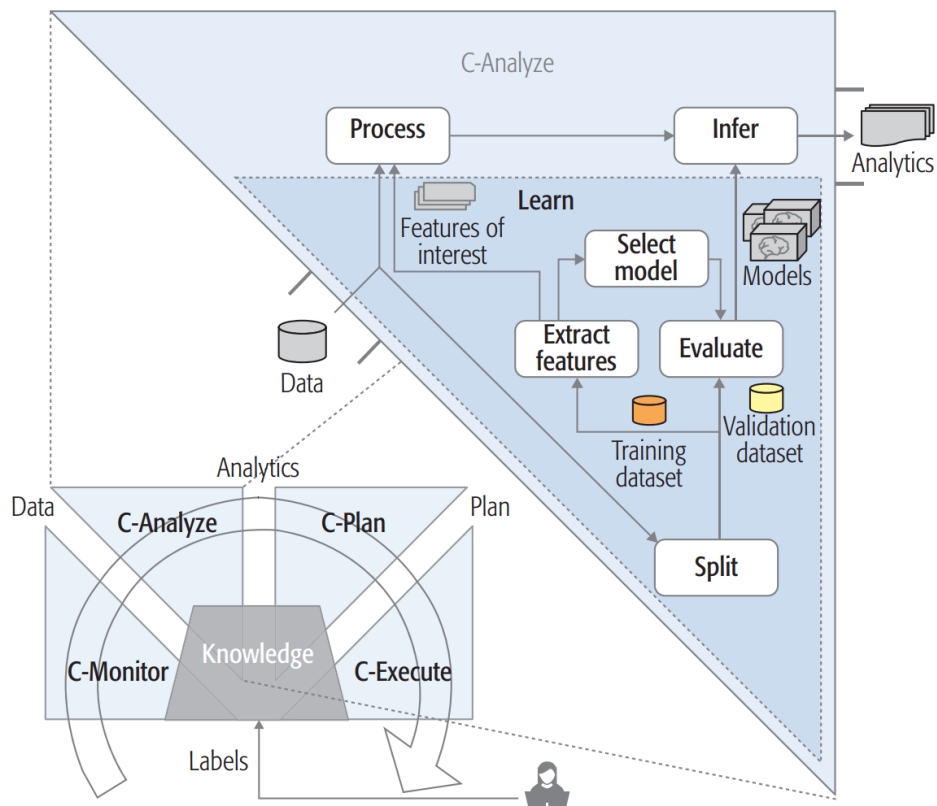 C-Analyze
Process
Infer
Analytics
Learn
Features of
interest
Select
model
Models
Extract
features
Evaluate
Data
Training
dataset
Validation
dataset
Split
Analytics
Data
Plan
C-Analyze
C-Plan
Knowledge
C-Monitor
C-Execute
Labels